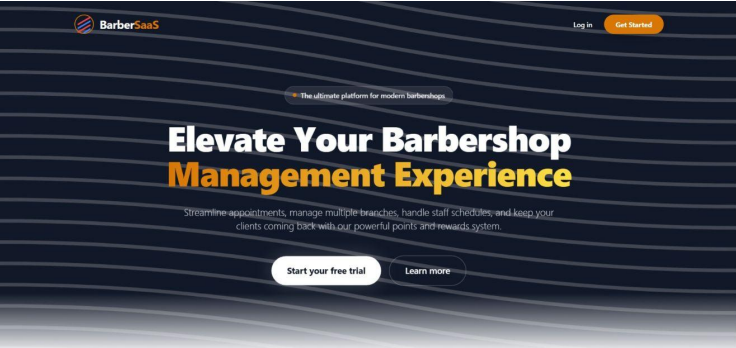 BarberSaaS
Log in
Get Started
The ultimate platform for modern barbershops
Elevate Your Barbershop
Management Experience
Streamline appointments, manage multiple branches, handle staff schedules, and keep your
clients coming back with our powerful points and rewards system.
Start your free trial
Learn more